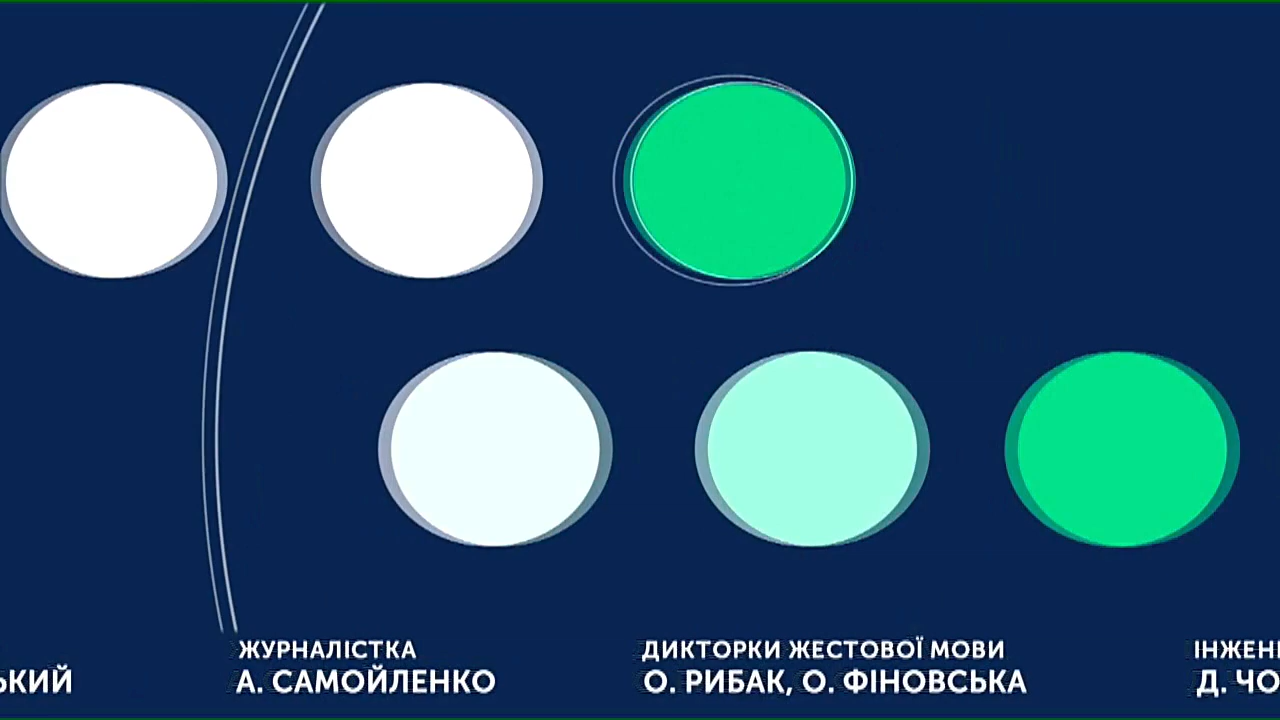 ЖУРНАЛІСТКА
А. САМОЙЛЕНКО
ДИКТОРКИ ЖЕСТОВОЇ МОВИ
О. РИБАК, О. ФІНОВСЬКА
Д.